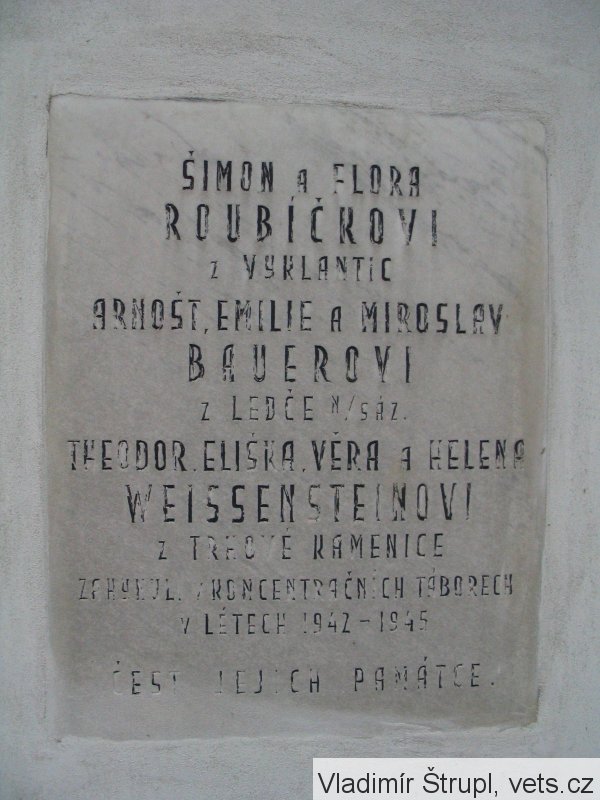 ŠIMON a FLORA
ROUBÍČKOVI
z VYKLANTIC
ARNOŠT, EMILIE A MIROSLAV
BAUEROVI
z LEDČE N/SÁZ.
THEODOR, ELIŠKA, VĚRA a HELENA
WEISSENSTEINOVI
z TRHOVÉ KAMENICE
ZAHYNULI V KONCENTRAČNÍCH TÁBORECH
V LÉTECH 1942-1945
ČEST JEJICH PAMÁTCE.
Vladimír Štrupl, vets.cz